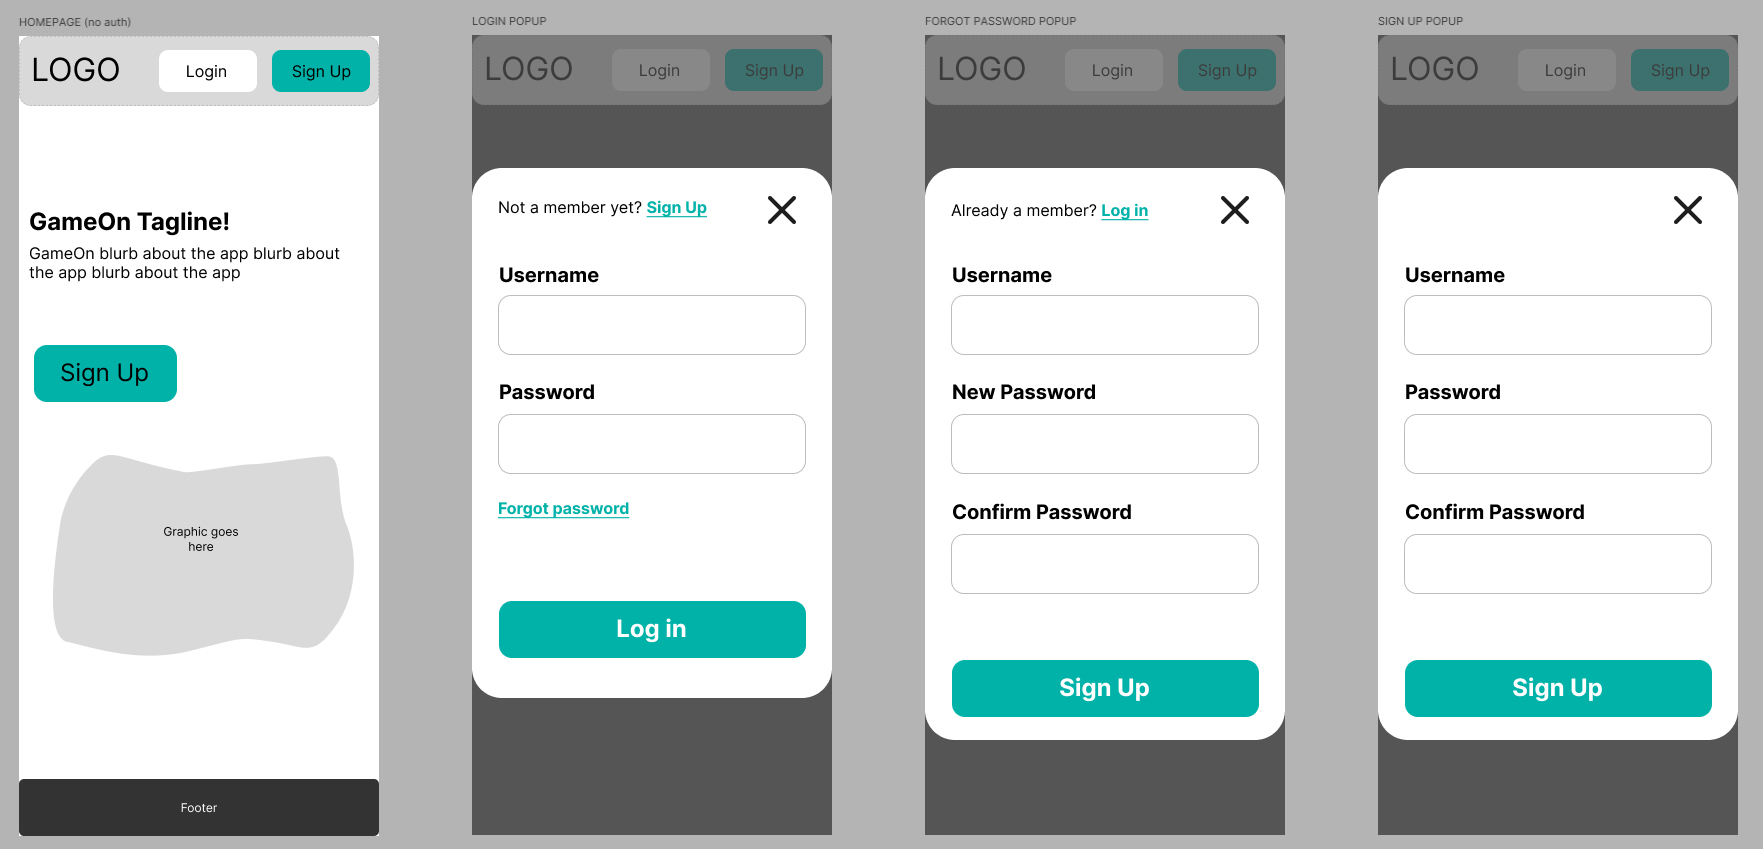 HOMEPAGE (no auth)
LOGO
Login
Sign Up
GameOn Tagline!
GameOn blurb about the app blurb about
the app blurb about the app
Sign Up
Graphic goes
here
Footer
LOGIN POPUP
LOGO
Login
Sign Up
Not a member yet? Sign Up
Username
Password
Forgot password
Log in
FORGOT PASSWORD POPUP
LOGO
Login
Sign Up
Already a member? Log in
Username
New Password
Confirm Password
Sign Up
SIGN UP POPUP
LOGO
Login
Sign Up
Username
Password
Confirm Password
Sign Up